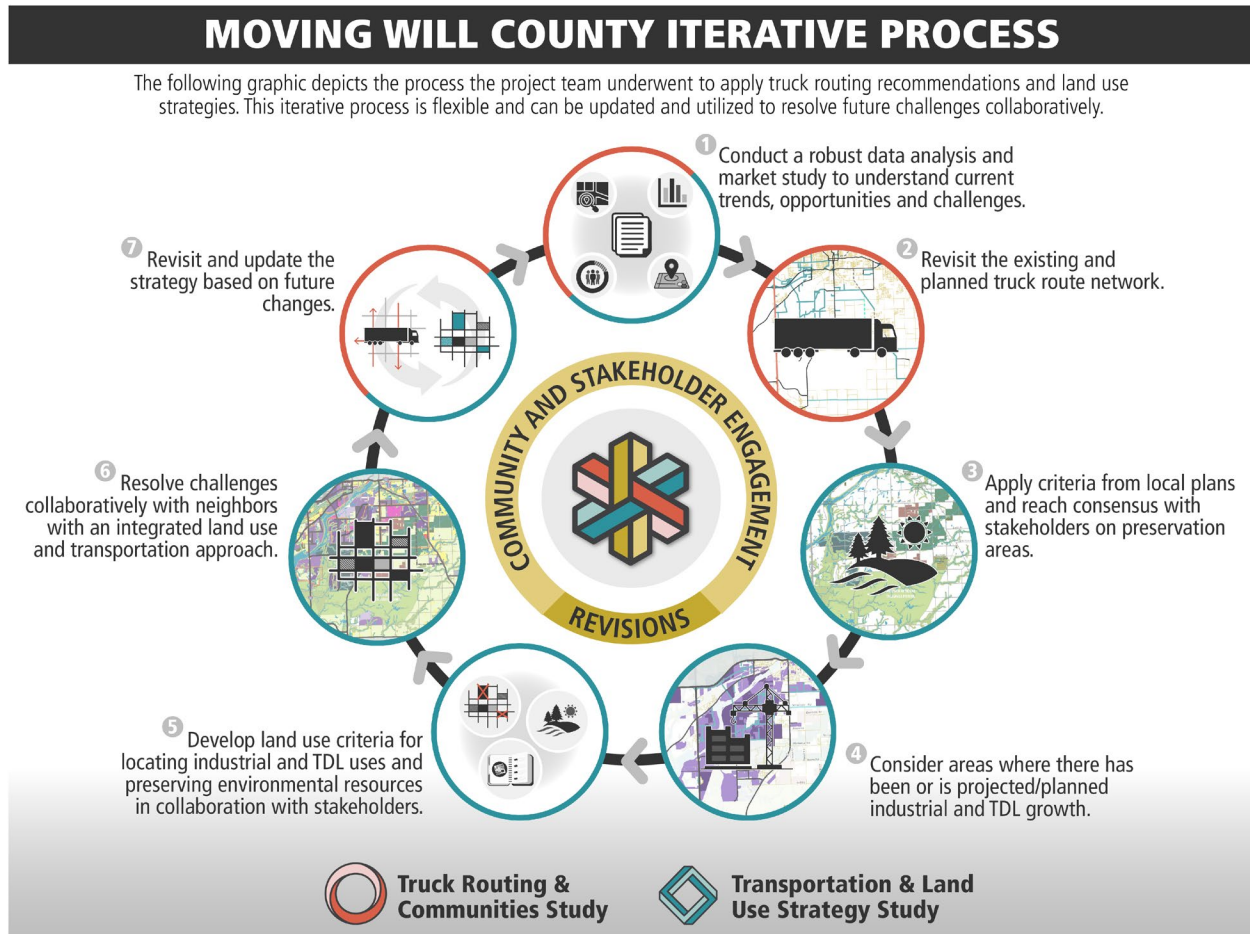 MOVING WILL COUNTY ITERATIVE PROCESS
The following graphic depicts the process the project team underwent to apply truck routing recommendations and land use
strategies. This iterative process is flexible and can be updated and utilized to resolve future challenges collaboratively.
1
Conduct a robust data analysis and
market study to understand current
trends, opportunities and challenges.
2
Revisit the existing and
planned truck route network.
3
Apply criteria from local plans
and reach consensus with
stakeholders on preservation
areas.
4
Consider areas where there has
been or is projected/planned
industrial and TDL growth.
5
Develop land use criteria for
locating industrial and TDL uses and
preserving environmental resources
in collaboration with stakeholders.
6
Resolve challenges
collaboratively with neighbors
with an integrated land use
and transportation approach.
7
Revisit and update the
strategy based on future
changes.
COMMUNITY AND STAKEHOLDER ENGAGEMENT
REVISIONS
Truck Routing &
Communities Study
Transportation & Land
Use Strategy Study